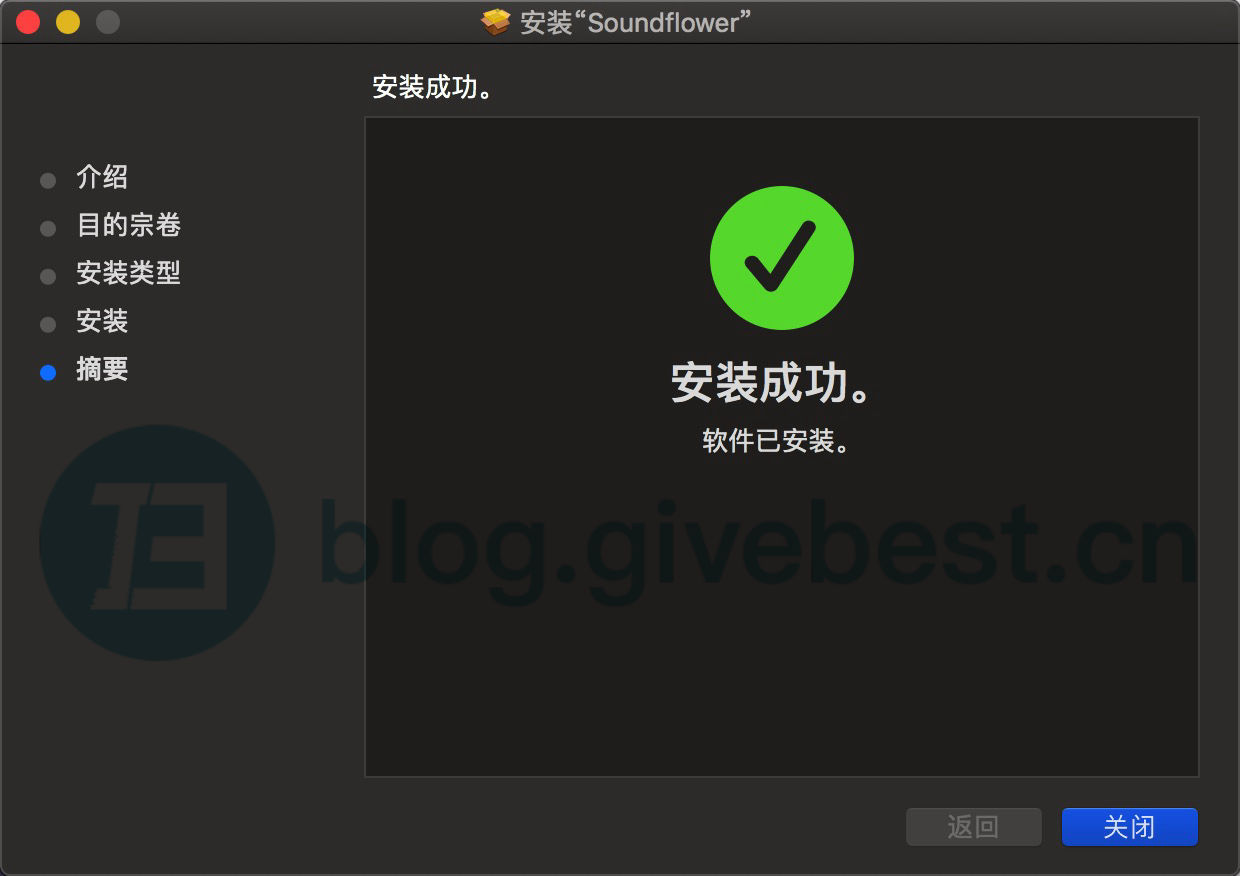 安装“Soundflower”
安装成功。
介绍
目的宗卷
安装类型
安装
摘要
安装成功。
软件已安装。
blog.givebest.cn
返回
关闭